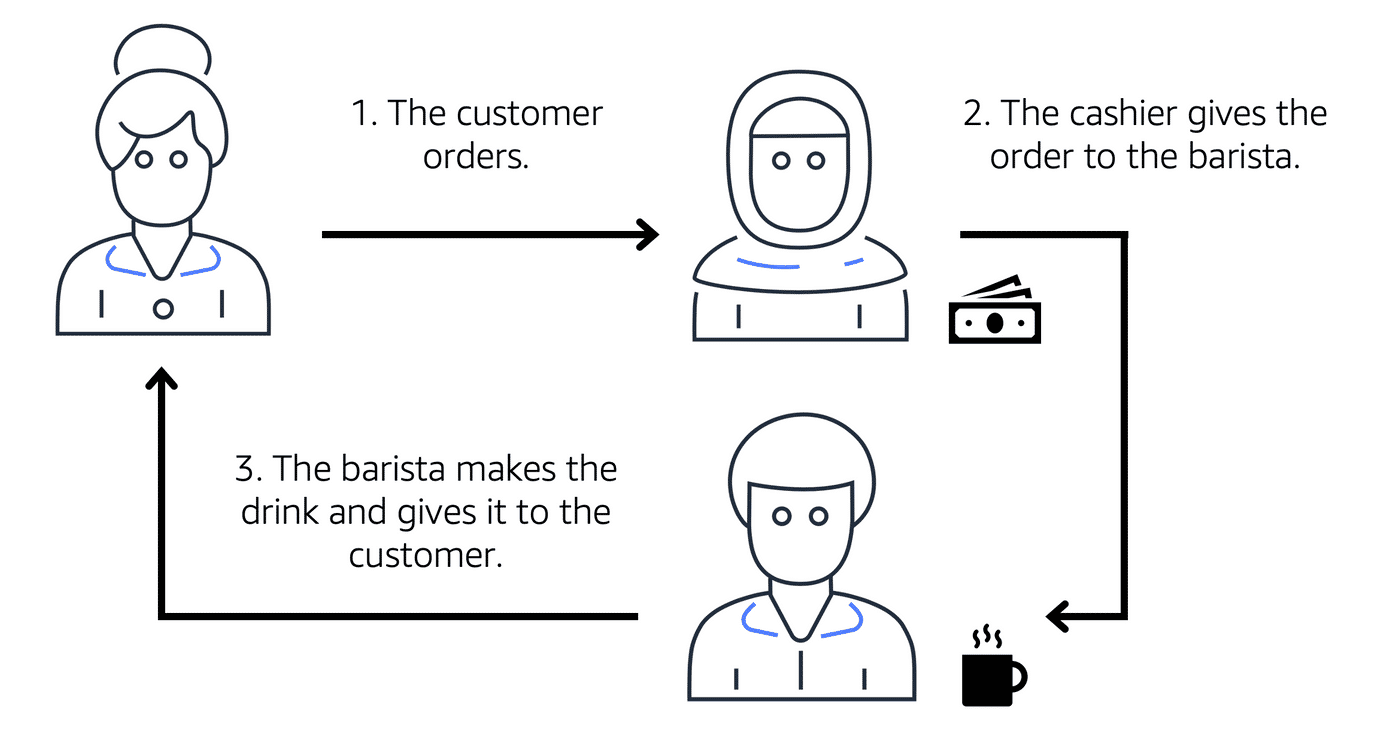 1. The customer
orders.
2. The cashier gives the
order to the barista.
3. The barista makes the
drink and gives it to the
customer.